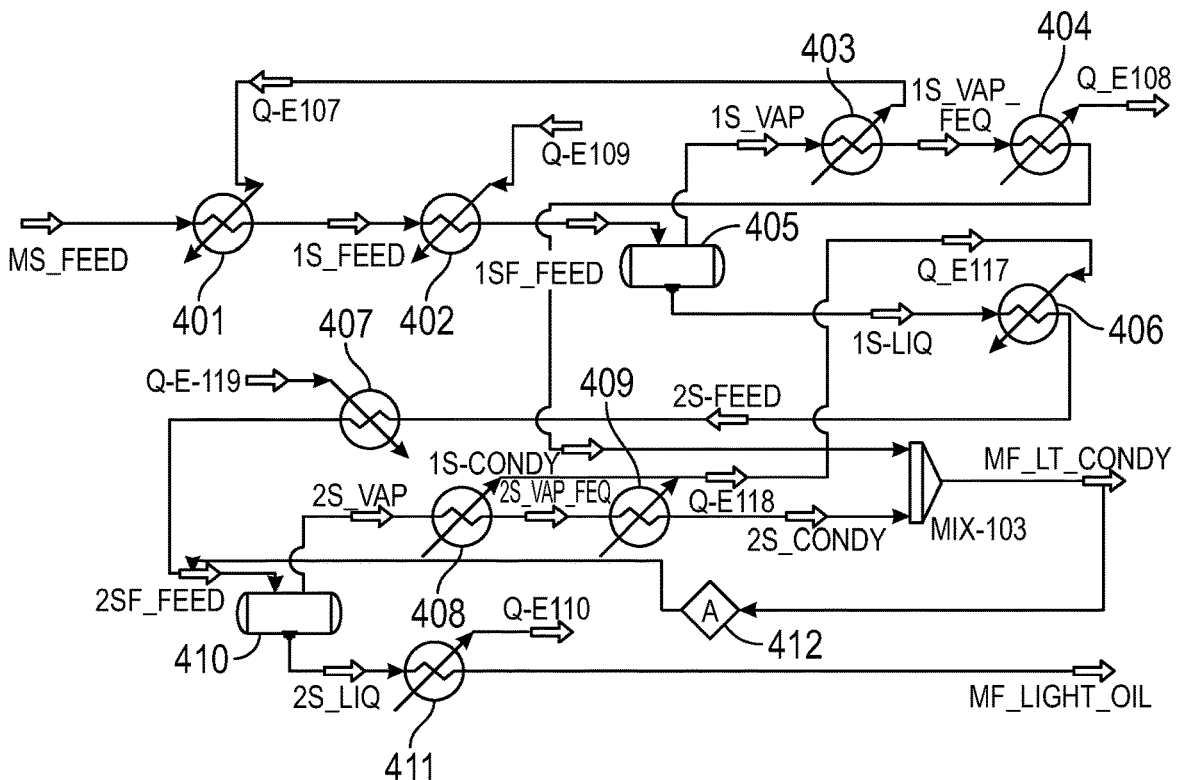 403
404
Q-E107
1S_VAP
1S_VAP_
FEQ
Q_E108
Q-E109
MS_FEED
401
1S_FEED
402
1SF_FEED
405
Q_E117
1S-LIQ
406
407
Q-E-119
409
2S-FEED
1S-CONDY
2S_VAP
2S_VAP_FEQ
Q-E118
2S_CONDY
MIX-103
MF_LT_CONDY
2SF_FEED
408
410
Q-E110
A
412
2S_LIQ
411
MF_LIGHT_OIL